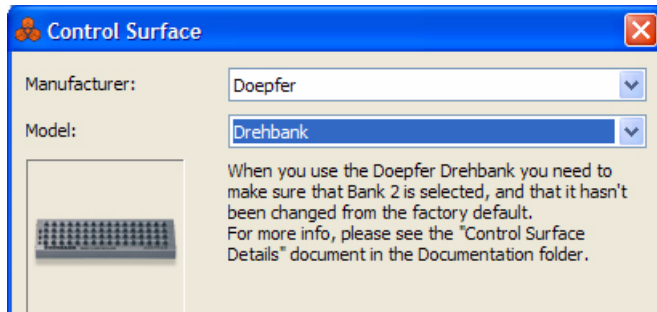 Control Surface
Manufacturer:
Doepfer
Model:
Drehbank
When you use the Doepfer Drehbank you need to
make sure that Bank 2 is selected, and that it hasn't
been changed from the factory default.
For more info, please see the "Control Surface
Details" document in the Documentation folder.